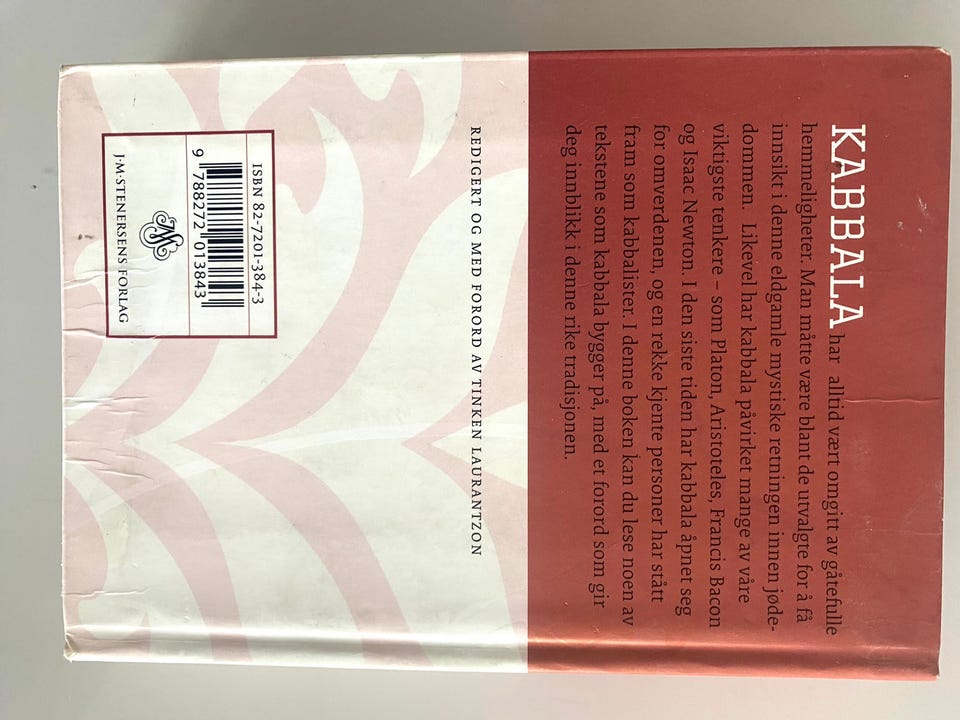 KABBALA har alltid vært omgitt av gåtefulle
hemmeligheter. Man måtte være blant de utvalgte for å få
innsikt i denne eldgamle mystiske retningen innen jøde-
dommen. Likevel har kabbala påvirket mange av våre
viktigste tenkere – som Platon, Aristoteles, Francis Bacon
og Isaac Newton. I den siste tiden har kabbala åpnet seg
for omverdenen, og en rekke kjente personer har stått
fram som kabbalister. I denne boken kan du lese noen av
tekstene som kabbala bygger på, med et forord som gir
deg innblikk i denne rike tradisjonen.
REDIGERT OG MED FORORD AV TINKEN LAURANTZON
ISBN 82-7201-384-3
9 788272 013843
J·M·STENERSENS FORLAG